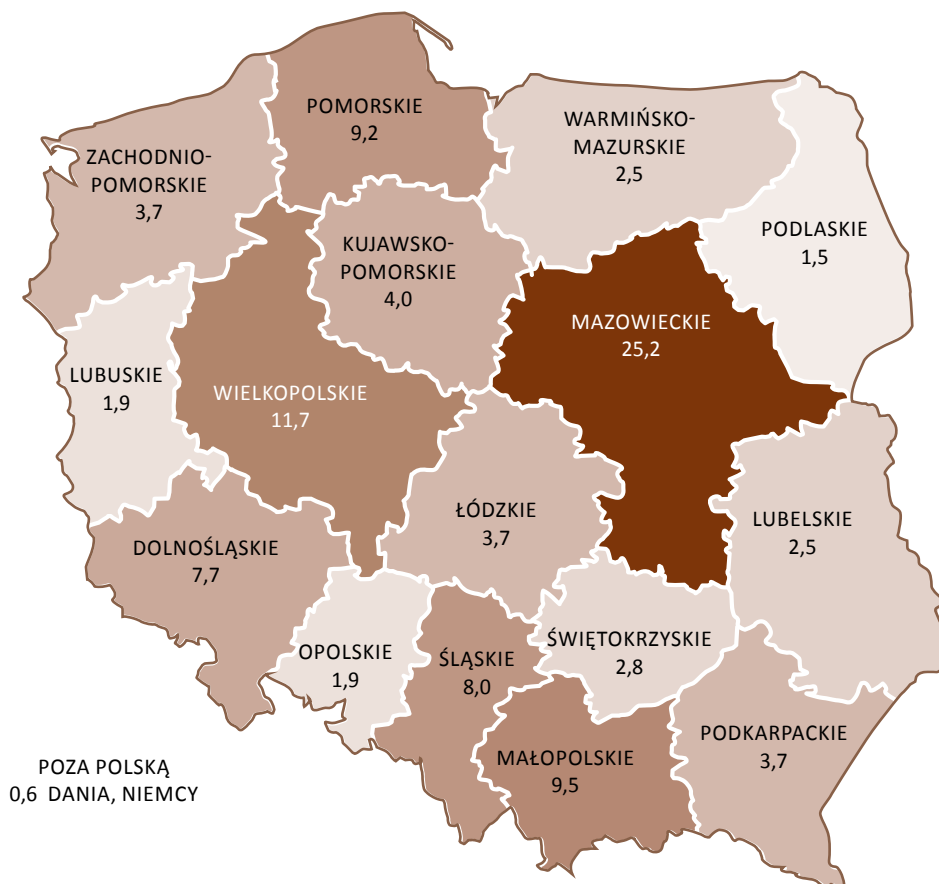 POMORSKIE
9,2
WARMIŃSKO-
MAZURSKIE
2,5
ZACHODNIO-
POMORSKIE
3,7
PODLASKIE
1,5
KUJAWSKO-
POMORSKIE
4,0
MAZOWIECKIE
25,2
LUBUSKIE
1,9
WIELKOPOLSKIE
11,7
ŁÓDZKIE
3,7
LUBELSKIE
2,5
DOLNOŚLĄSKIE
7,7
OPOLSKIE
1,9
ŚLĄSKIE
8,0
ŚWIĘTOKRZYSKIE
2,8
MAŁOPOLSKIE
9,5
PODKARPACKIE
3,7
POZA POLSKĄ
0,6 DANIA, NIEMCY